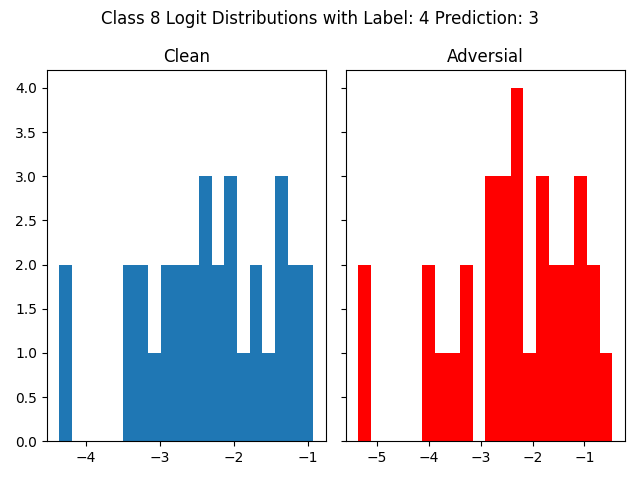 Class 8 Logit Distributions with Label: 4 Prediction: 3
Clean
Adversial
4.0
3.5
3.0
2.5
2.0
1.5
1.0
0.5
0.0
−4 −3 −2 −1
−5 −4 −3 −2 −1